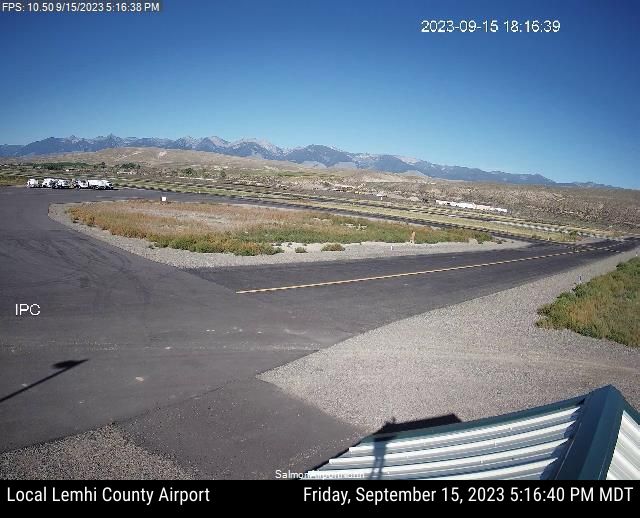 FPS: 10.50 9/15/2023 5:16:38 PM
2023-09-15 18:16:39
IPC
Local Lemhi County Airport
Friday, September 15, 2023 5:16:40 PM MDT